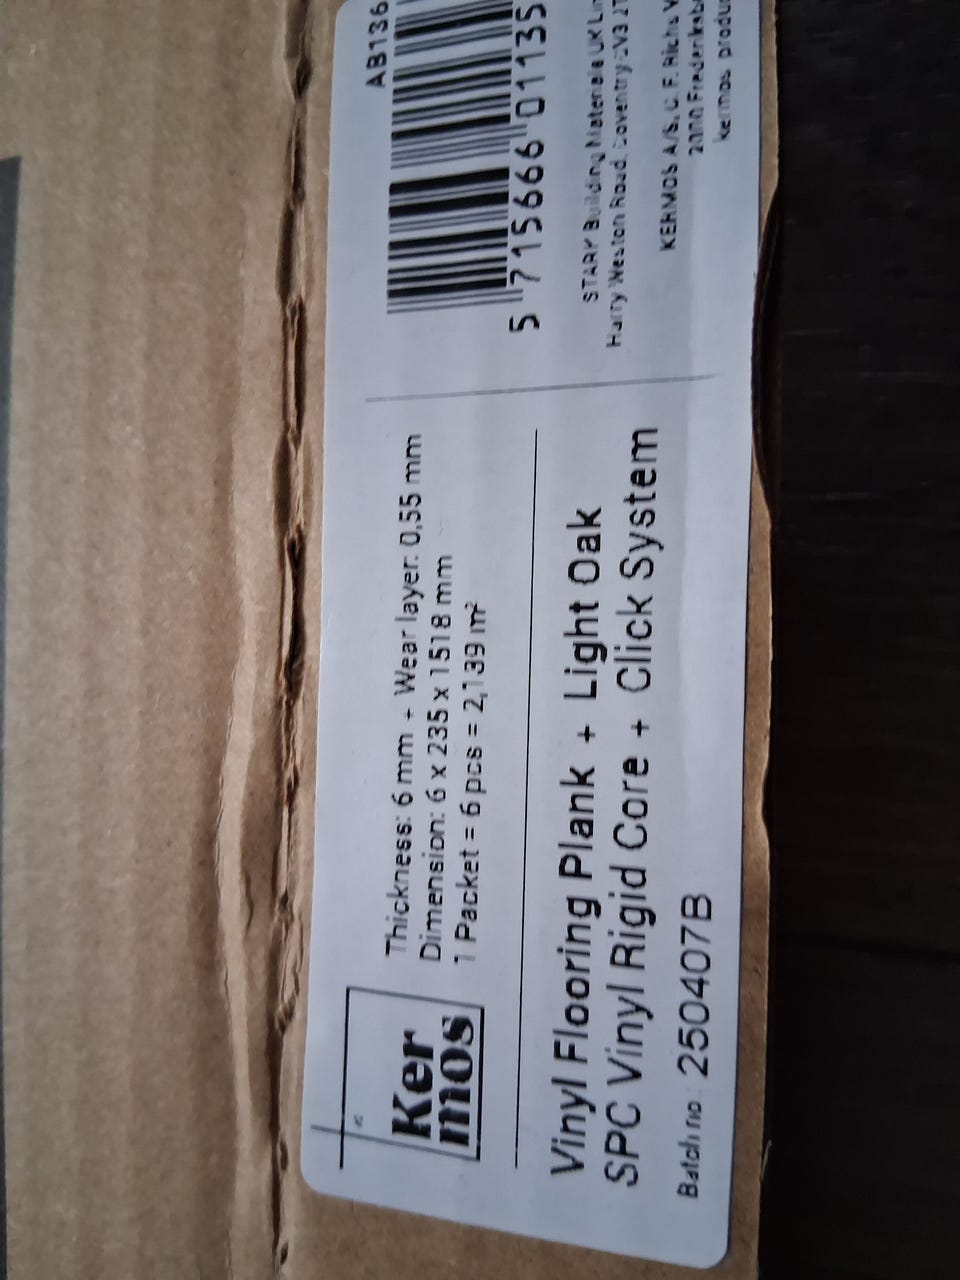 Ker
mos
Thickness: 6 mm + Wear layer: 0,55 mm
Dimension: 6 x 235 x 1518 mm
1 Packet = 6 pcs = 2,139 m²
Vinyl Flooring Plank + Light Oak
SPC Vinyl Rigid Core + Click System
Batch no.: 250407B
AB136
5 715666 01135
STARK Building Materials UK
Harry Weston Road, Coventry CV3
KERMOS A/S, C. F. Richs
2000 Frederiksb
kermos produ